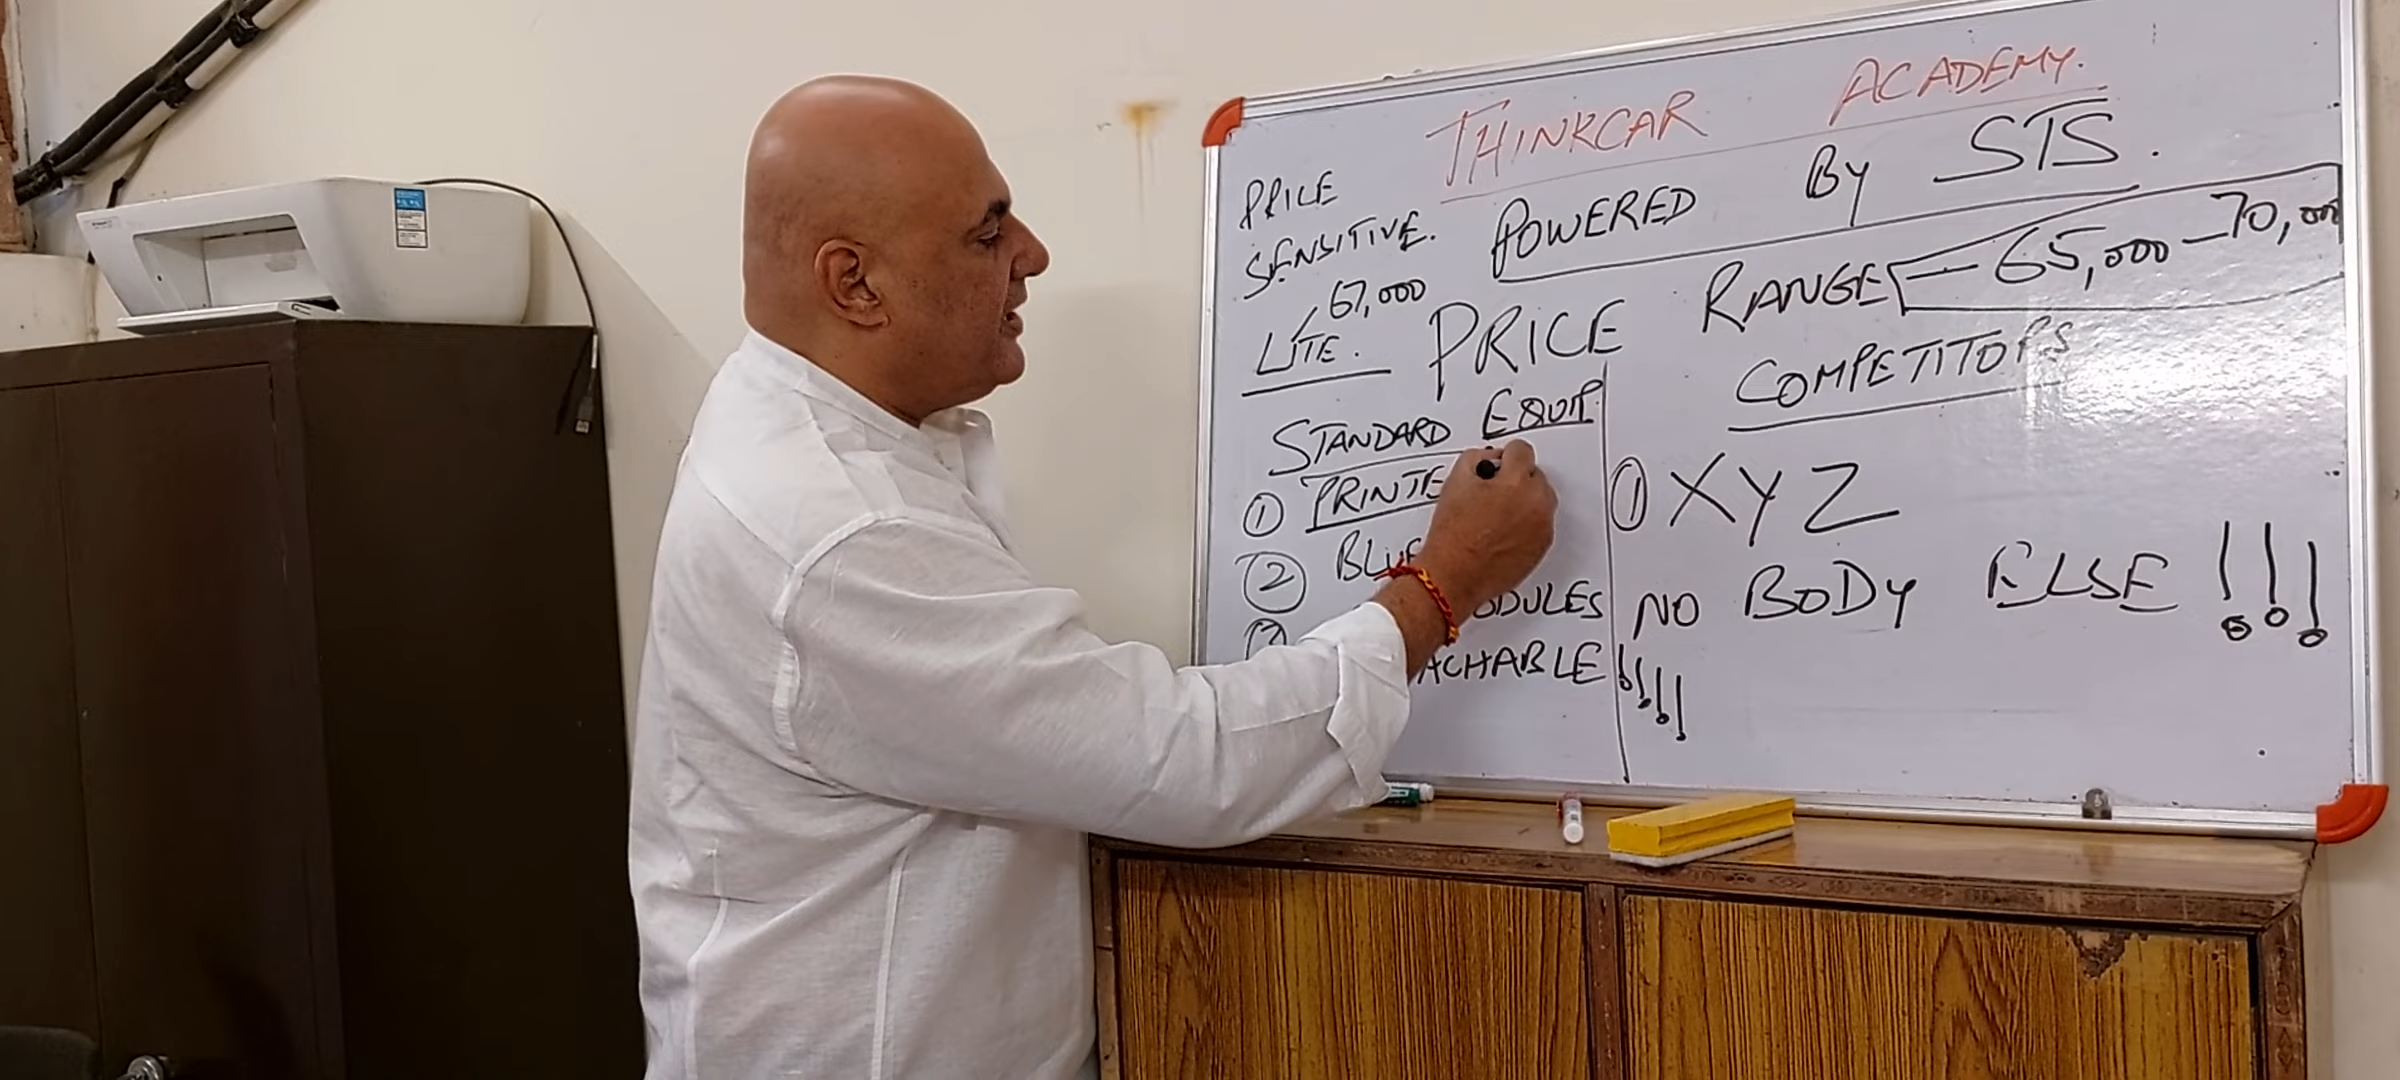 THINKCAR ACADEMY.
POWERED By STS.
PRICE
SENSITIVE.
67,000
LITE.
PRICE RANGE - 65,000 - 70,000
STANDARD EQUIP.
① PRINTE
②
ODULES
ACHABLE !!!!!
COMPETITORS
① XYZ
NO BODY ELSE !!!